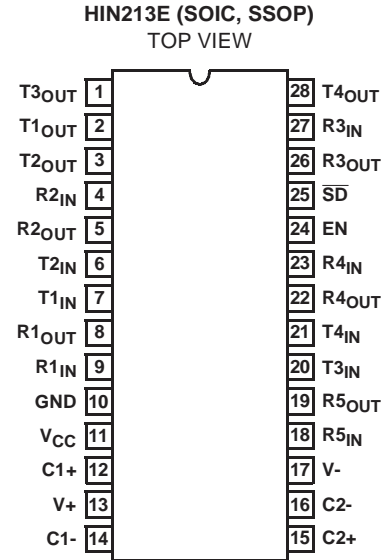 HIN213E (SOIC, SSOP)
TOP VIEW
T3OUT 1 28 T4OUT
T1OUT 2 27 R3IN
T2OUT 3 26 R3OUT
R2IN 4 25 S̅D̅
R2OUT 5 24 EN
T2IN 6 23 R4IN
T1IN 7 22 R4OUT
R1OUT 8 21 T4IN
R1IN 9 20 T3IN
GND 10 19 R5OUT
VCC 11 18 R5IN
C1+ 12 17 V-
V+ 13 16 C2-
C1- 14 15 C2+